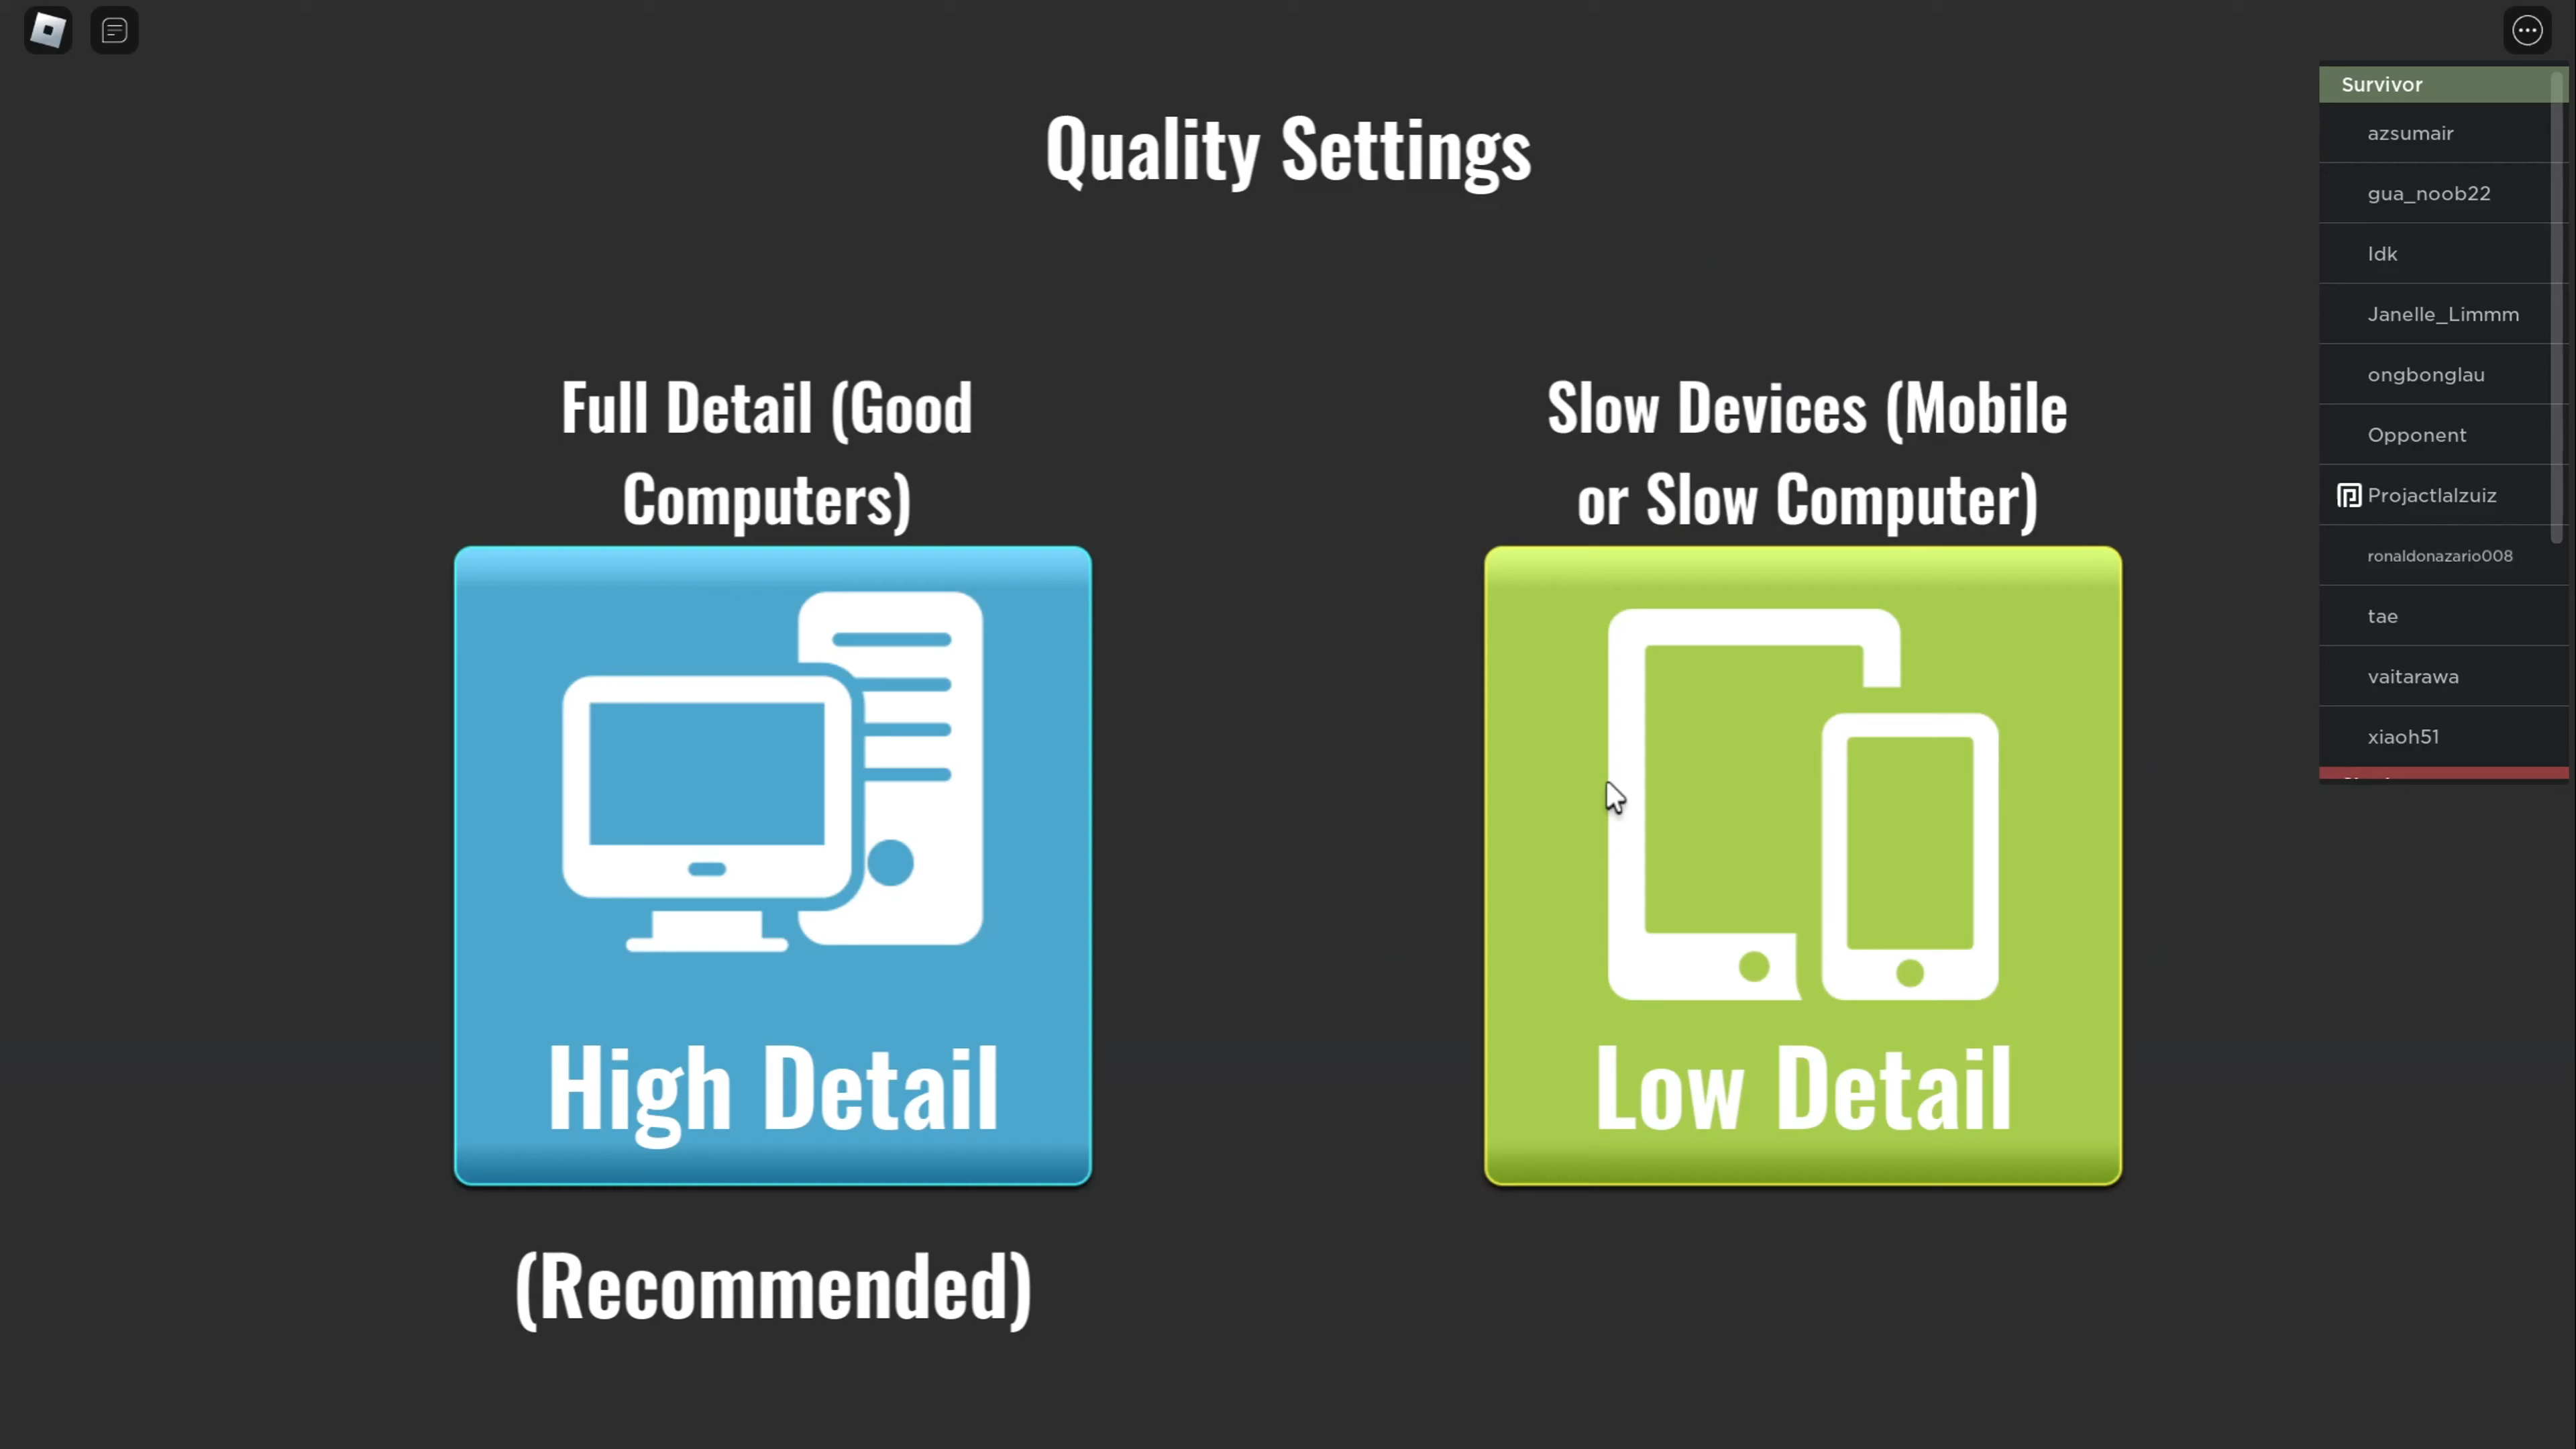 Quality Settings
Full Detail (Good
Computers)
High Detail
(Recommended)
Slow Devices (Mobile
or Slow Computer)
Low Detail
Survivor
azsumair
gua_noob22
Idk
Janelle_Limmm
ongbonglau
Opponent
Projactlalzuiz
ronaldonazario008
tae
vaitarawa
xiaoh51